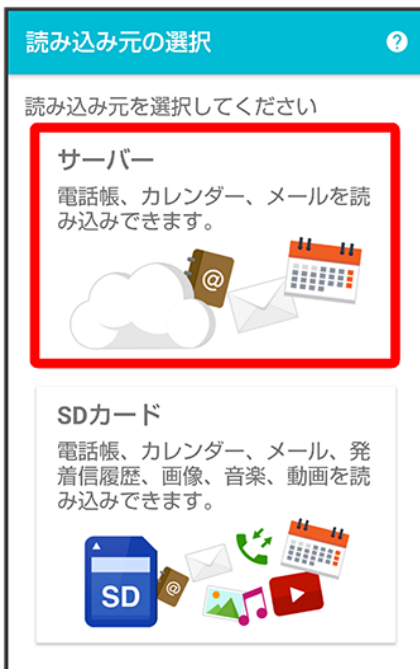 読み込み元の選択
?
読み込み元を選択してください
サーバー
電話帳、カレンダー、メールを読
み込みできます。
@
SDカード
電話帳、カレンダー、メール、発
着信履歴、画像、音楽、動画を読
み込みできます。
SD
@